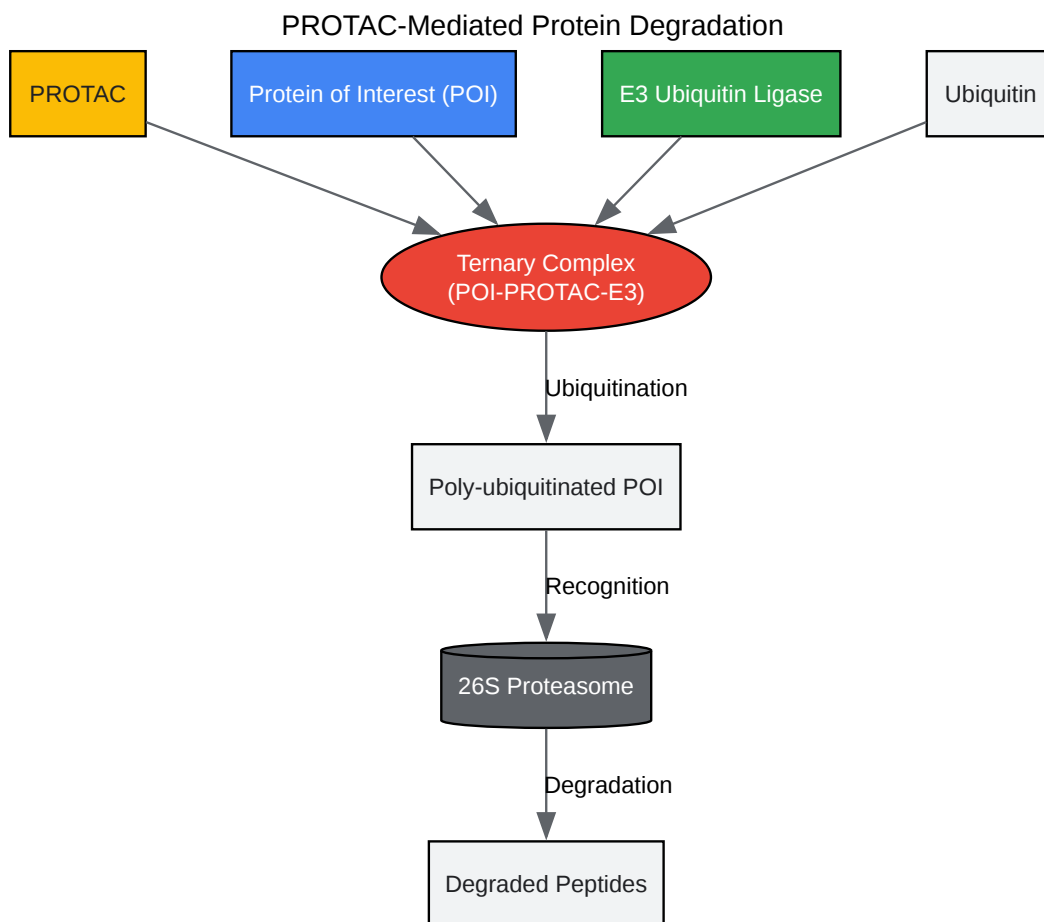 PROTAC-Mediated Protein Degradation
PROTAC
Protein of Interest (POI)
E3 Ubiquitin Ligase
Ubiquitin
Ternary Complex
(POI-PROTAC-E3)
Ubiquitination
Poly-ubiquitinated POI
Recognition
26S Proteasome
Degradation
Degraded Peptides